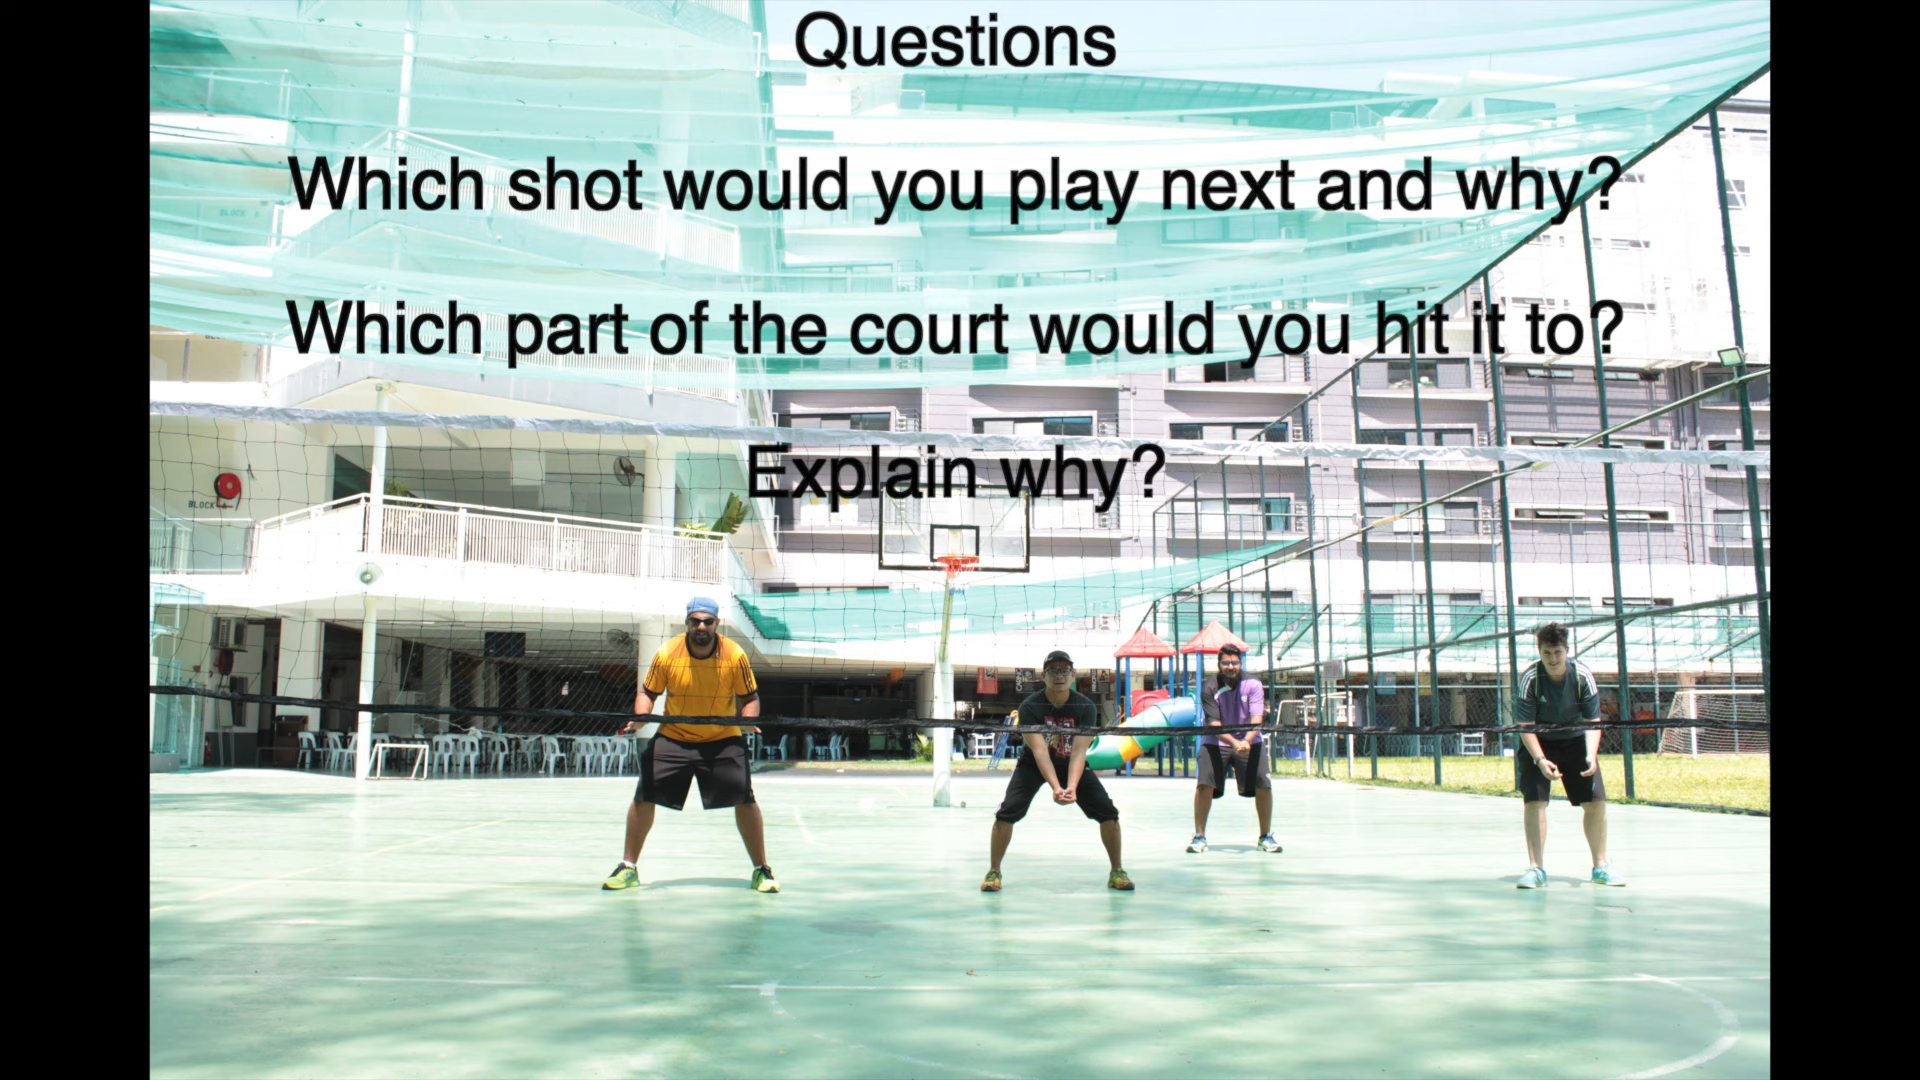 Questions
Which shot would you play next and why?
Which part of the court would you hit it to?
Explain why?
BLOCK A